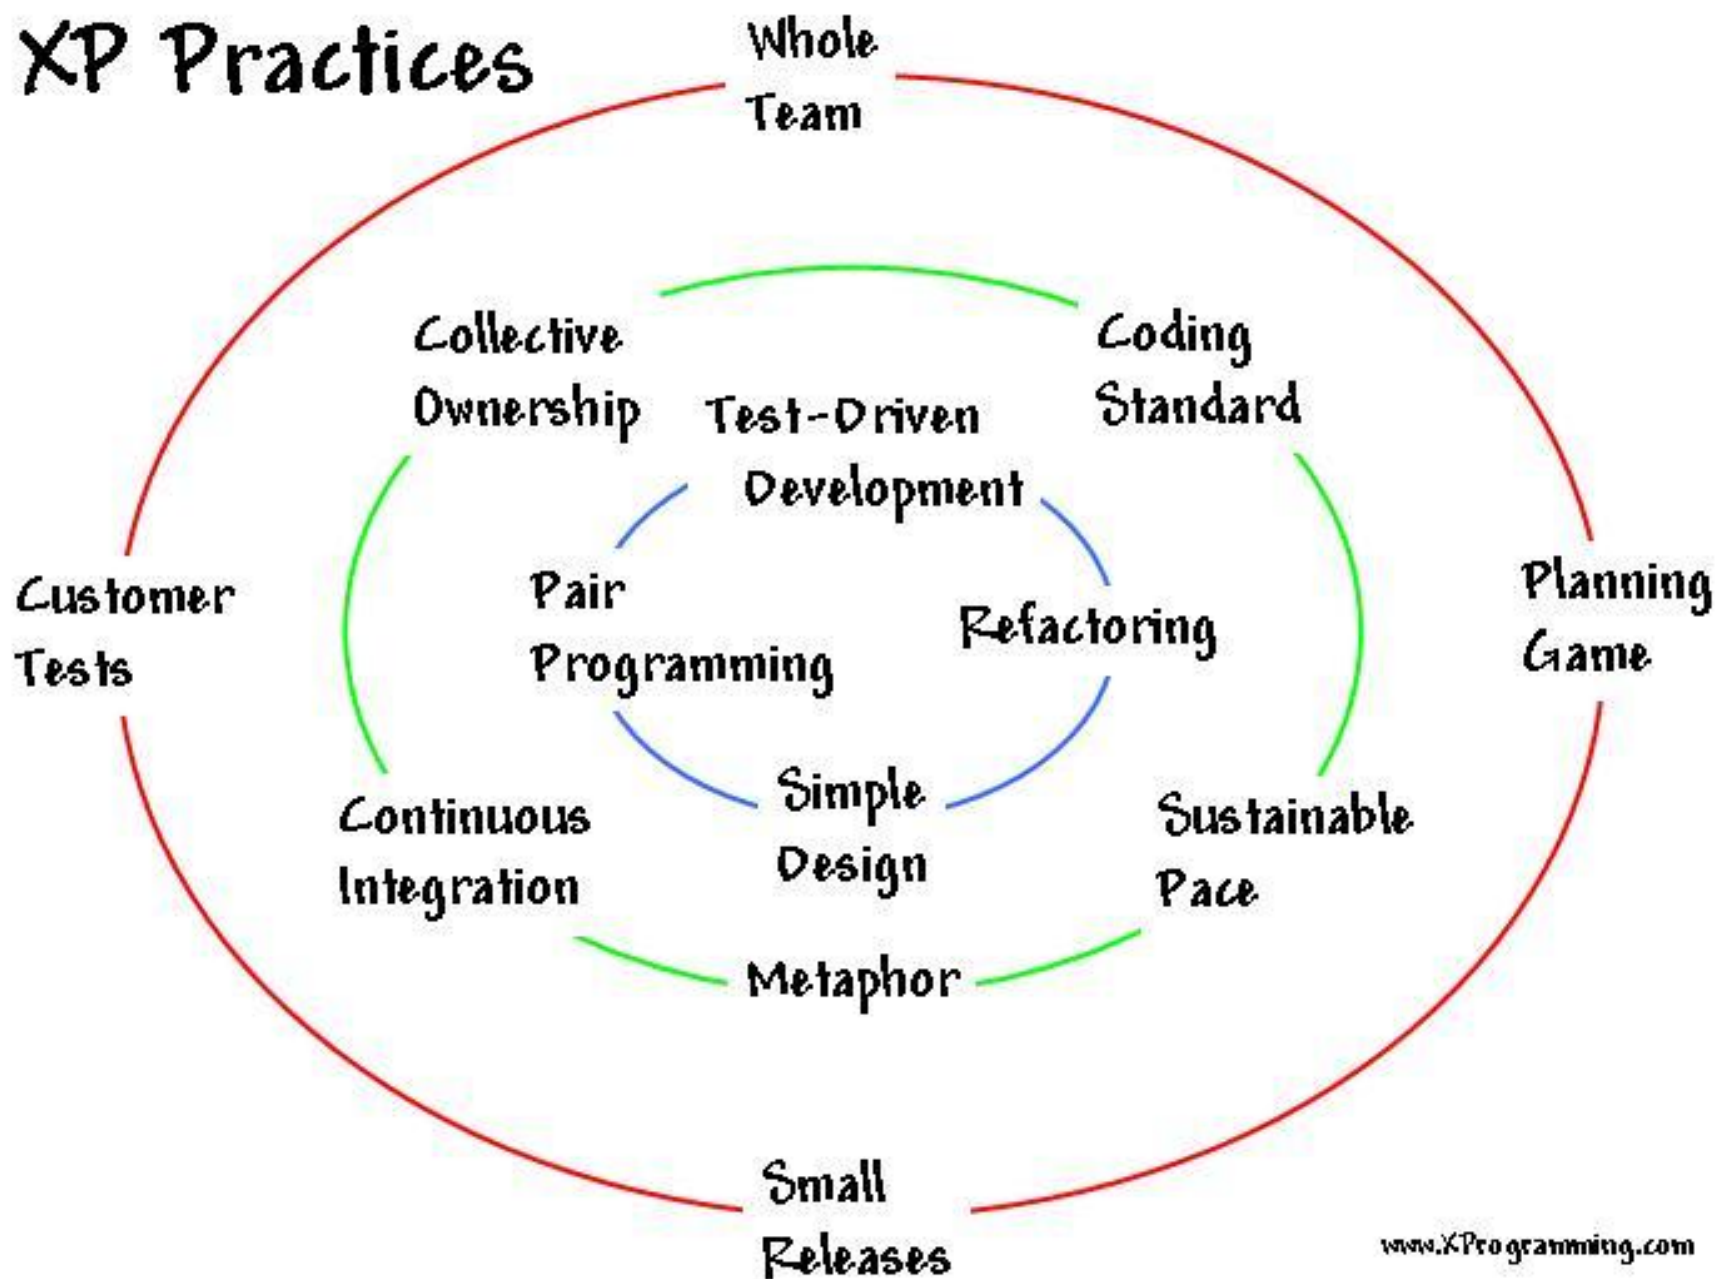 XP Practices
Whole
Team
Collective
Ownership
Coding
Standard
Test-Driven
Development
Customer
Tests
Pair
Programming
Refactoring
Planning
Game
Continuous
Integration
Simple
Design
Sustainable
Pace
Metaphor
Small
Releases
www.XProgramming.com